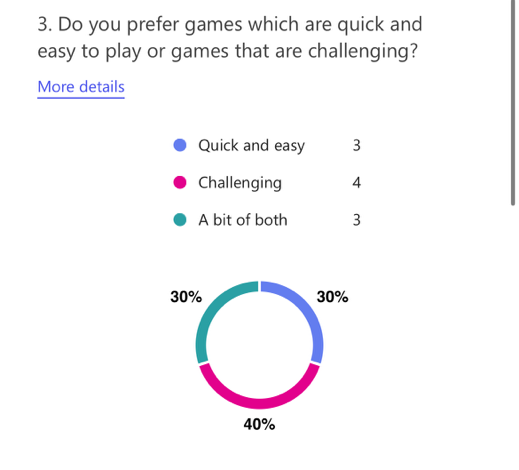 3. Do you prefer games which are quick and
easy to play or games that are challenging?
More details
Quick and easy 3
Challenging 4
A bit of both 3
30% 30%
40%